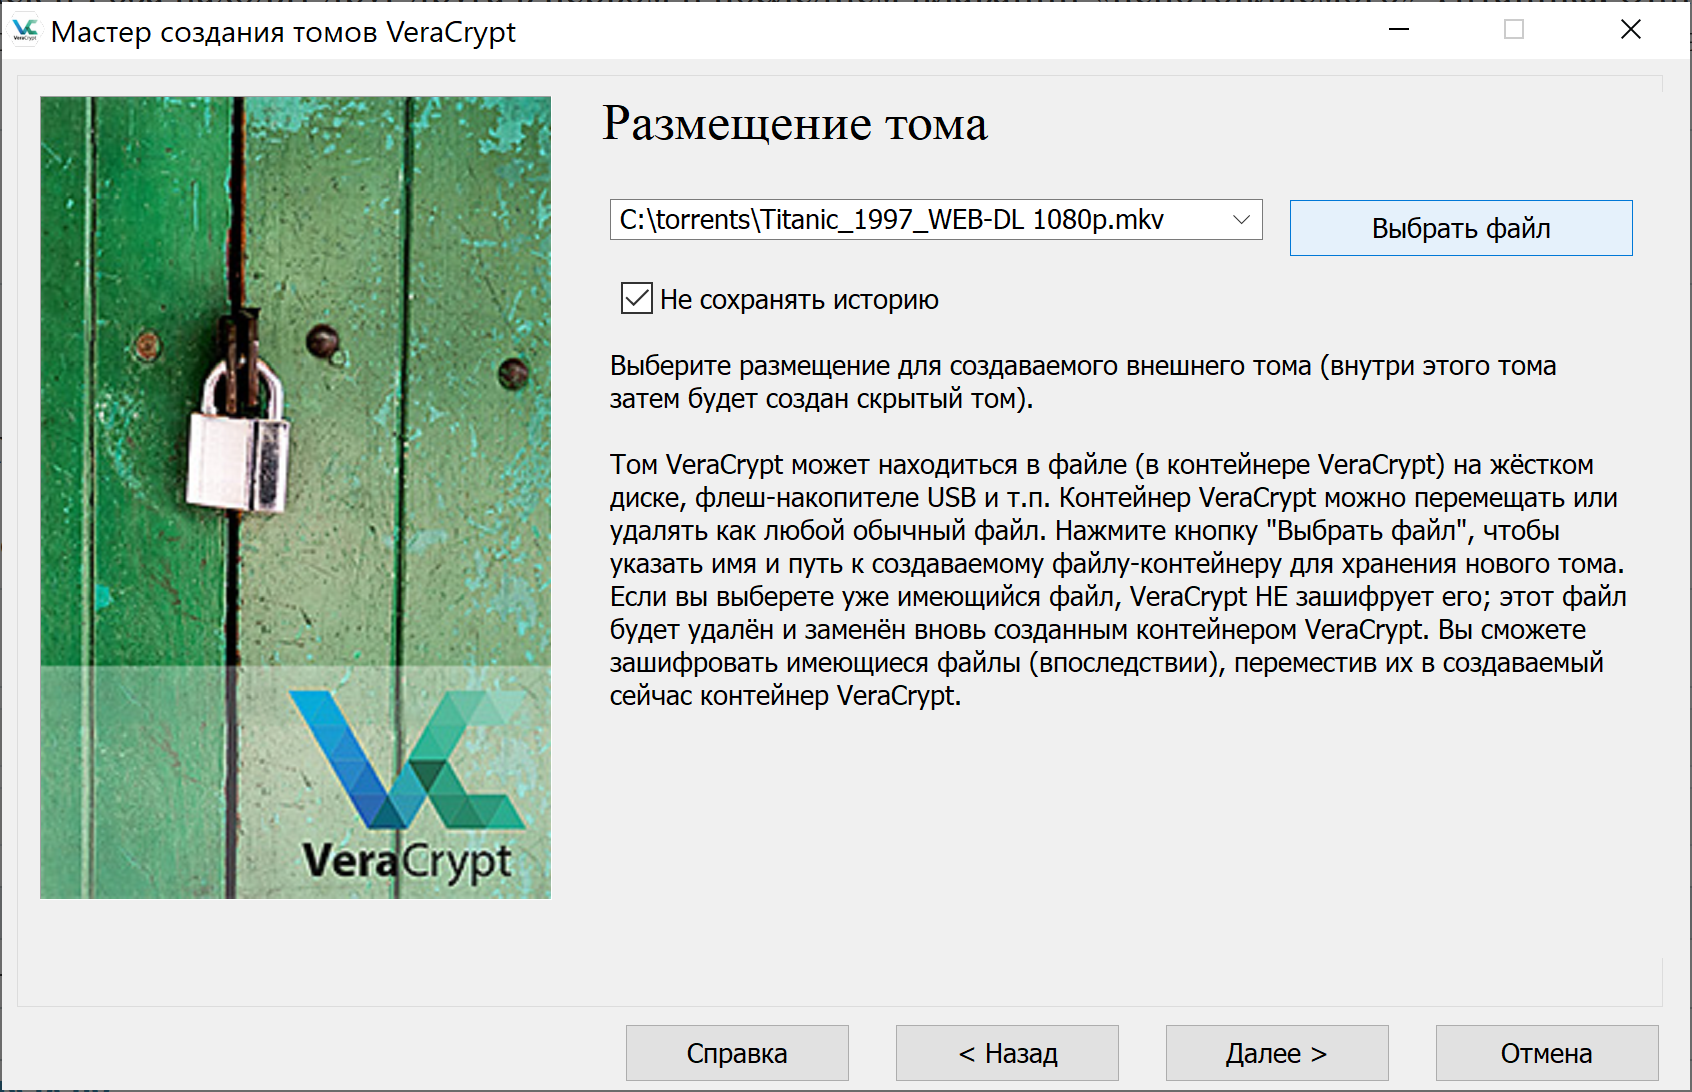 Мастер создания томов VeraCrypt
Размещение тома
C:\torrents\Titanic_1997_WEB-DL 1080p.mkv
Выбрать файл
Не сохранять историю
Выберите размещение для создаваемого внешнего тома (внутри этого тома
затем будет создан скрытый том).
Том VeraCrypt может находиться в файле (в контейнере VeraCrypt) на жёстком
диске, флеш-накопителе USB и т.п. Контейнер VeraCrypt можно перемещать или
удалять как любой обычный файл. Нажмите кнопку "Выбрать файл", чтобы
указать имя и путь к создаваемому файлу-контейнеру для хранения нового тома.
Если вы выберете уже имеющийся файл, VeraCrypt НЕ зашифрует его; этот файл
будет удалён и заменён вновь созданным контейнером VeraCrypt. Вы сможете
зашифровать имеющиеся файлы (впоследствии), переместив их в создаваемый
сейчас контейнер VeraCrypt.
VeraCrypt
Справка
< Назад
Далее >
Отмена